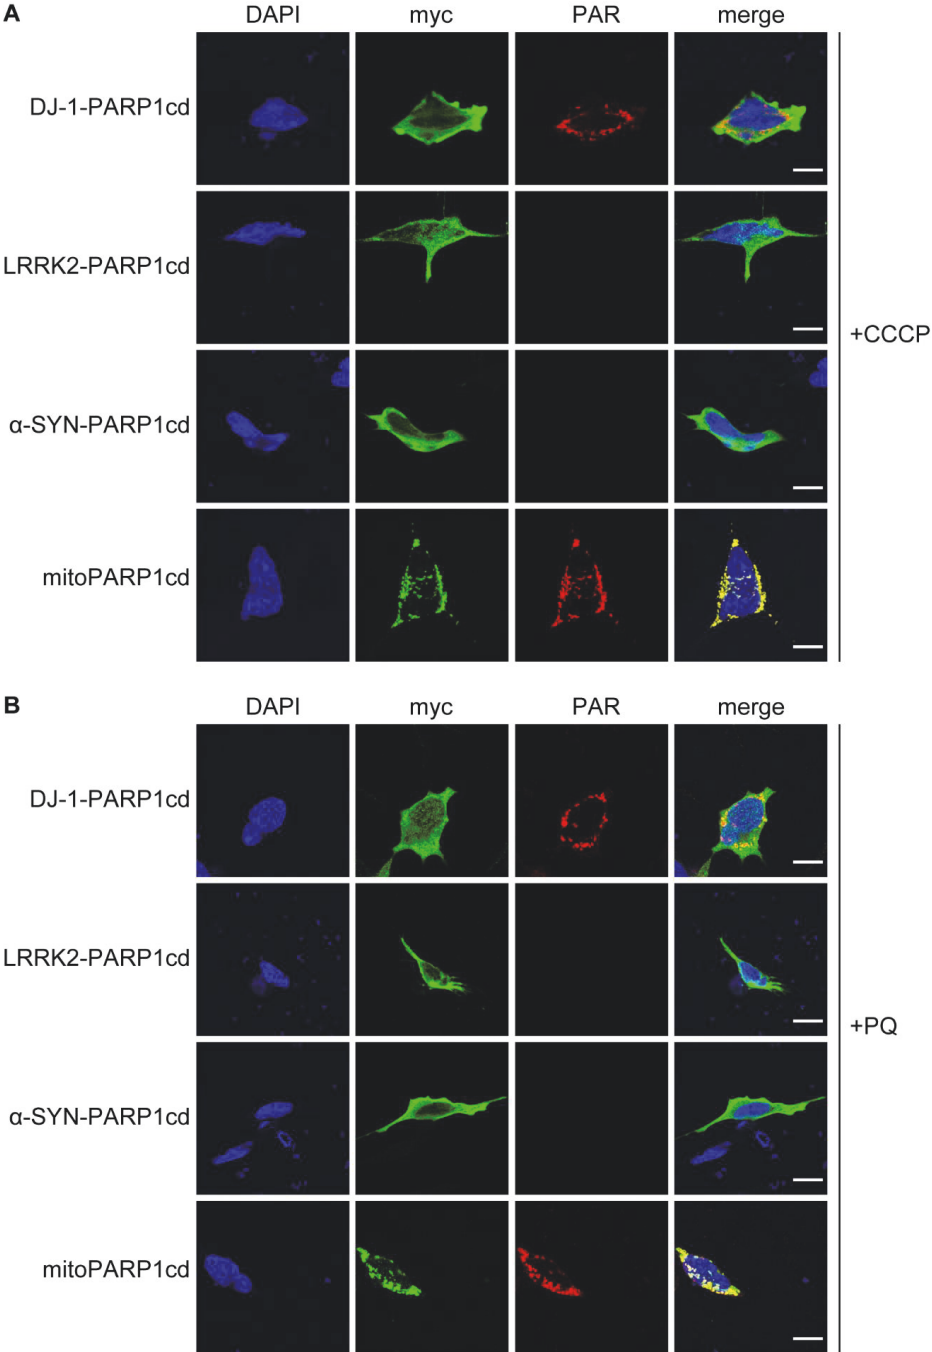 A
DAPI myc PAR merge
DJ-1-PARP1cd
LRRK2-PARP1cd
+CCCP
α-SYN-PARP1cd
mitoPARP1cd
B
DAPI myc PAR merge
DJ-1-PARP1cd
LRRK2-PARP1cd
+PQ
α-SYN-PARP1cd
mitoPARP1cd